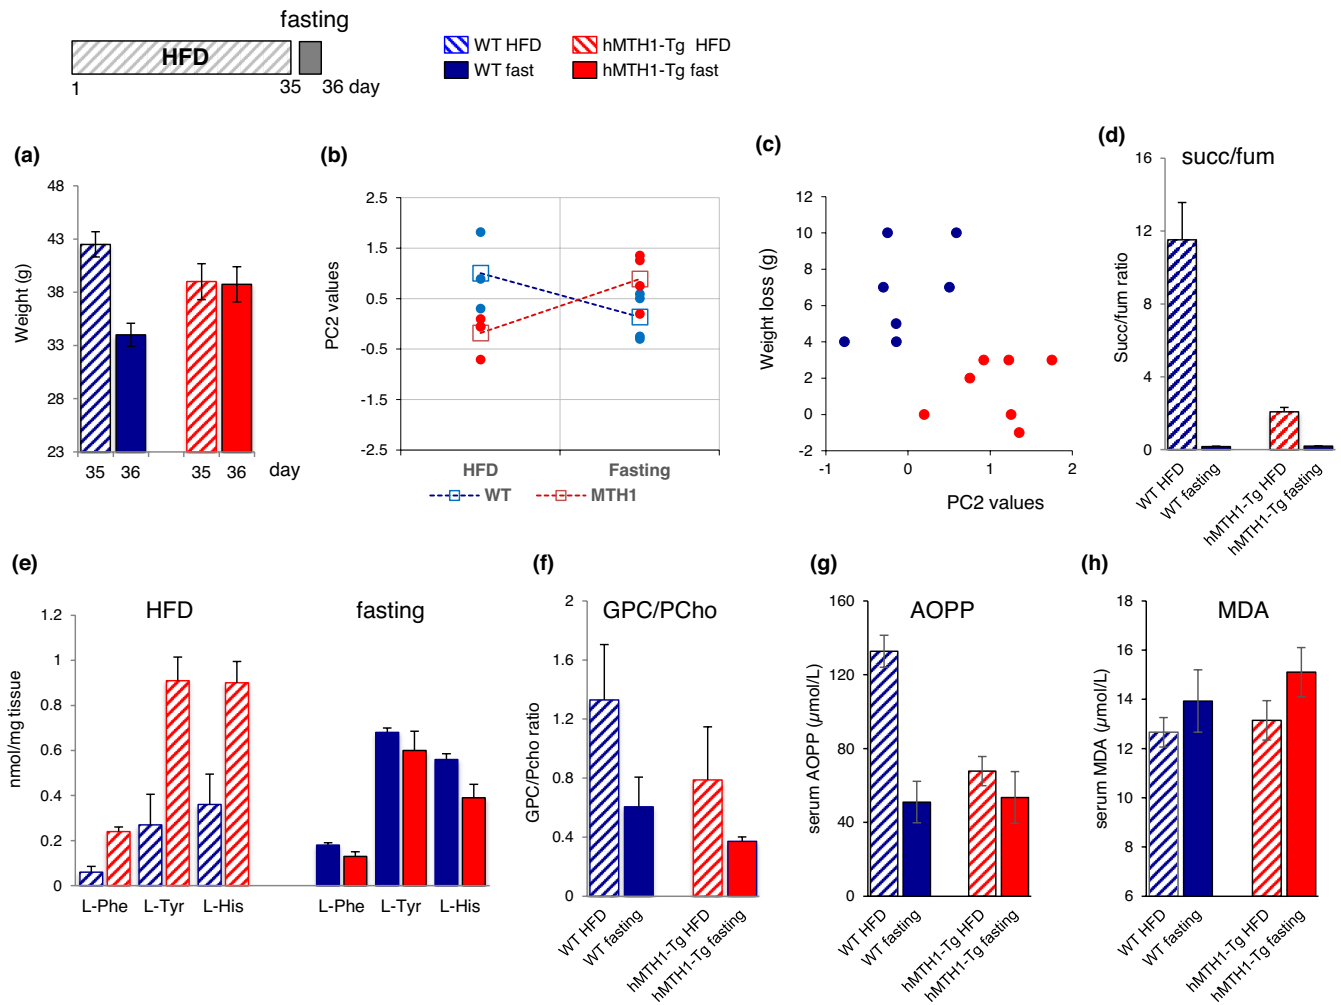 fasting
HFD
1
35
36 day
WT HFD
hMTH1-Tg HFD
WT fast
hMTH1-Tg fast
(a)
Weight (g)
48
43
38
33
28
23
35
36
35
36
day
(b)
PC2 values
2.5
1.5
0.5
-0.5
-1.5
-2.5
HFD
Fasting
WT
MTH1
(c)
Weight loss (g)
12
10
8
6
4
2
0
-2
-1
0
1
2
PC2 values
(d)
succ/fum
Succ/fum ratio
16
12
8
4
0
WT HFD
WT fasting
hMTH1-Tg HFD
hMTH1-Tg fasting
(e)
HFD
fasting
nmol/mg tissue
1.2
1
0.8
0.6
0.4
0.2
0
L-Phe
L-Tyr
L-His
L-Phe
L-Tyr
L-His
(f)
GPC/PCho
GPC/Pcho ratio
2
1.6
1.2
0.8
0.4
0
WT HFD
WT fasting
hMTH1-Tg HFD
hMTH1-Tg fasting
(g)
AOPP
serum AOPP (µmol/L)
160
120
80
40
0
WT HFD
WT fasting
hMTH1-Tg HFD
hMTH1-Tg fasting
(h)
MDA
serum MDA (µmol/L)
18
16
14
12
10
8
6
WT HFD
WT fasting
hMTH1-Tg HFD
hMTH1-Tg fasting